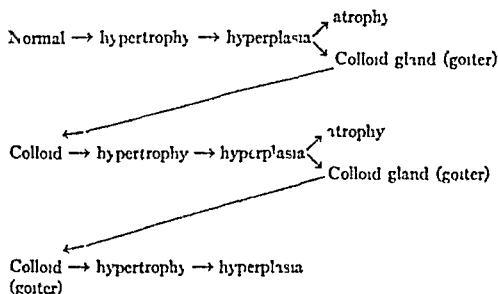 atrophy
Normal → hypertrophy → hyperplasia
Colloid gland (goiter)
atrophy
Colloid → hypertrophy → hyperplasia
Colloid gland (goiter)
Colloid → hypertrophy → hyperplasia
(goiter)